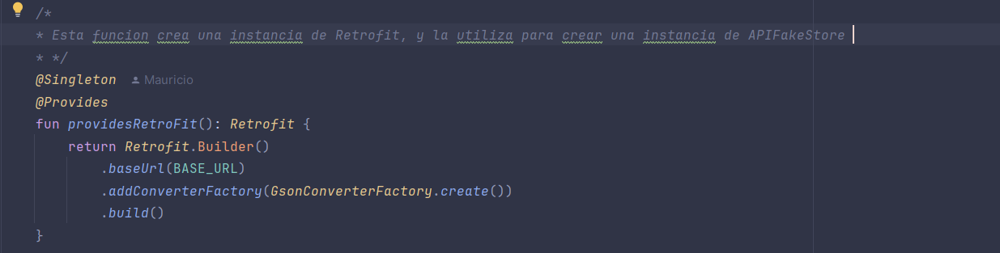 /*
* Esta funcion crea una instancia de Retrofit, y la utiliza para crear una instancia de APIFakeStore
* */
@Singleton Mauricio
@Provides
fun providesRetroFit(): Retrofit {
    return Retrofit.Builder()
        .baseUrl(BASE_URL)
        .addConverterFactory(GsonConverterFactory.create())
        .build()
}